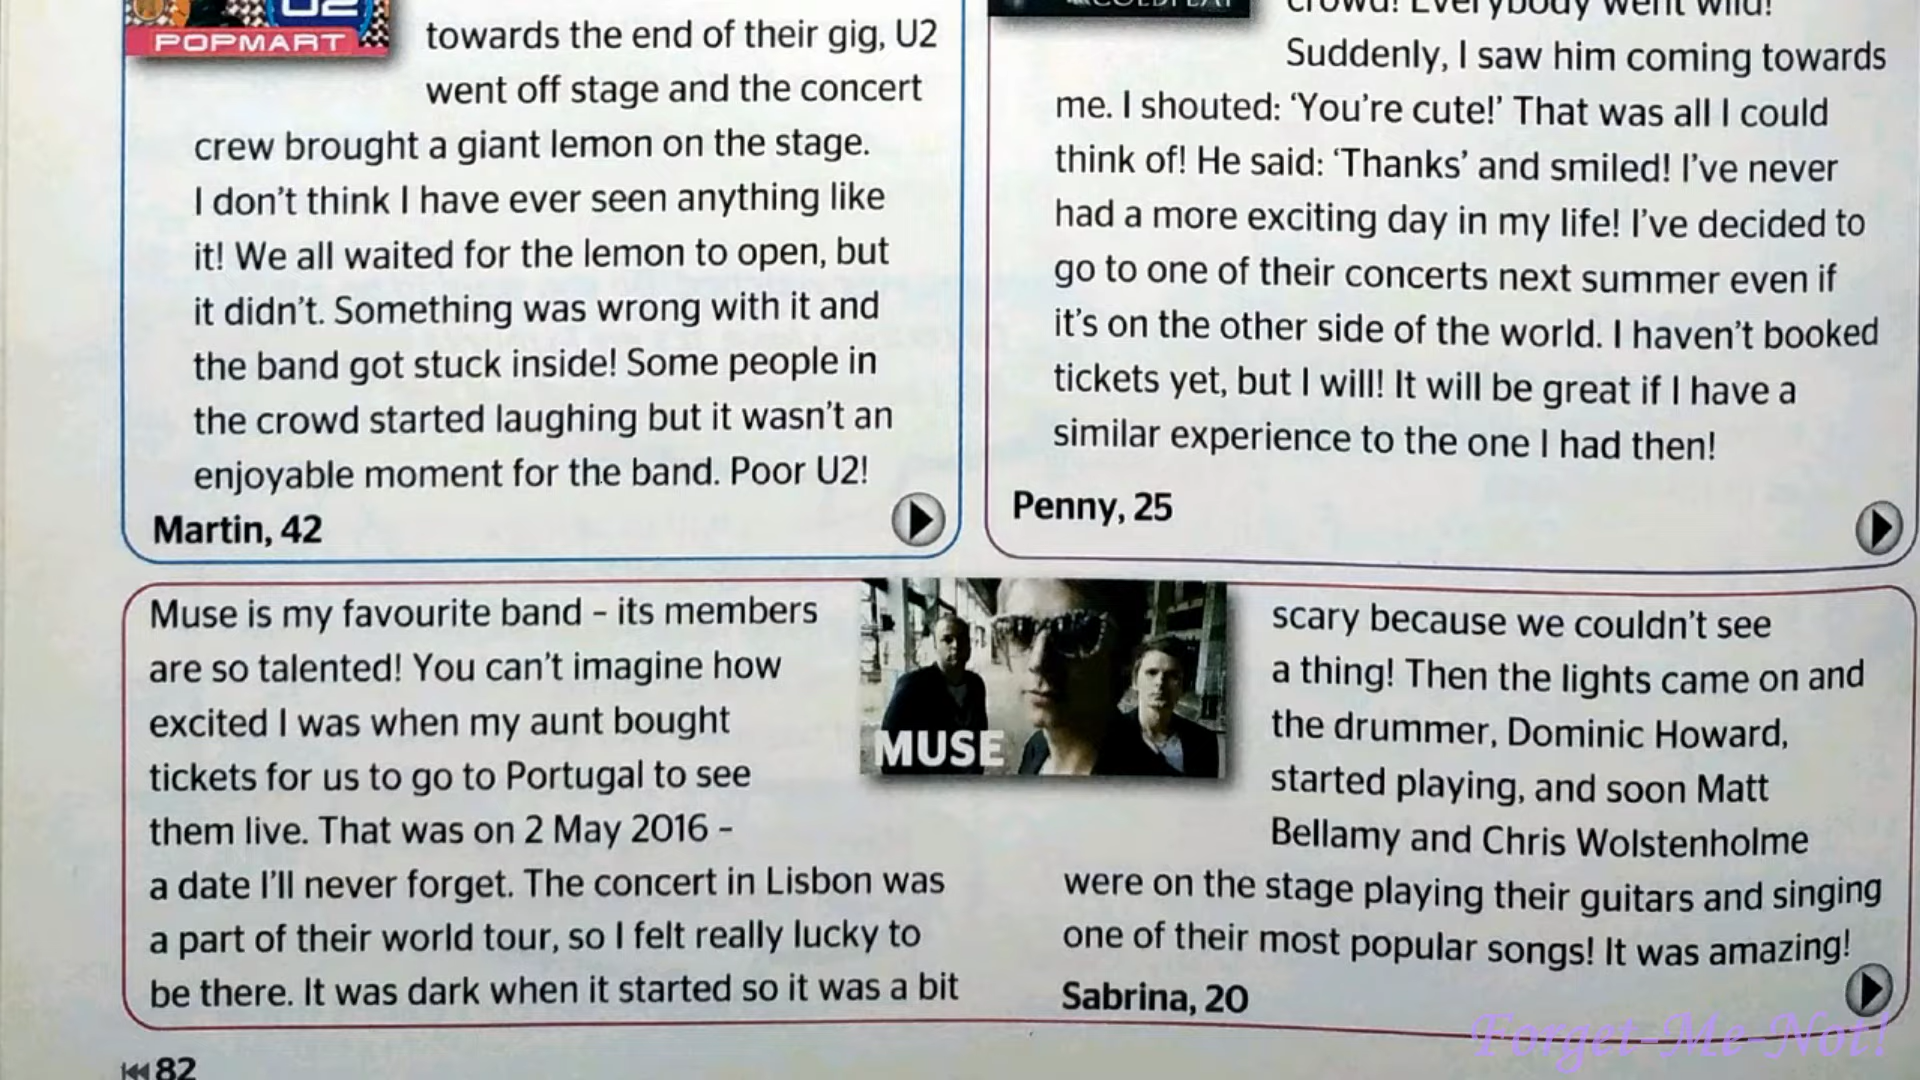 U2
POPMART
towards the end of their gig, U2
went off stage and the concert
crew brought a giant lemon on the stage.
I don't think I have ever seen anything like
it! We all waited for the lemon to open, but
it didn't. Something was wrong with it and
the band got stuck inside! Some people in
the crowd started laughing but it wasn't an
enjoyable moment for the band. Poor U2!
Martin, 42
COLDPLAY
crowd! Everybody went wild!
Suddenly, I saw him coming towards
me. I shouted: 'You're cute!' That was all I could
think of! He said: 'Thanks' and smiled! I've never
had a more exciting day in my life! I've decided to
go to one of their concerts next summer even if
it's on the other side of the world. I haven't booked
tickets yet, but I will! It will be great if I have a
similar experience to the one I had then!
Penny, 25
Muse is my favourite band – its members
are so talented! You can't imagine how
excited I was when my aunt bought
tickets for us to go to Portugal to see
them live. That was on 2 May 2016 –
a date I'll never forget. The concert in Lisbon was
a part of their world tour, so I felt really lucky to
be there. It was dark when it started so it was a bit
MUSE
scary because we couldn't see
a thing! Then the lights came on and
the drummer, Dominic Howard,
started playing, and soon Matt
Bellamy and Chris Wolstenholme
were on the stage playing their guitars and singing
one of their most popular songs! It was amazing!
Sabrina, 20
82
Forget-Me-Not!